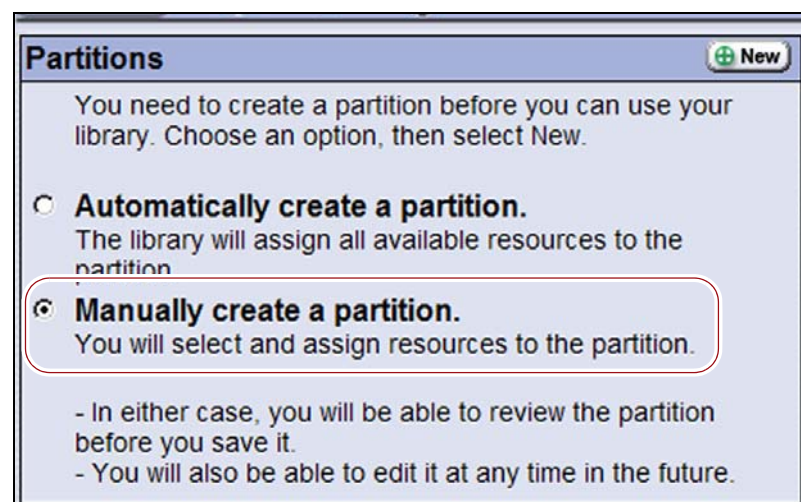 Partitions
New
You need to create a partition before you can use your
library. Choose an option, then select New.
Automatically create a partition.
The library will assign all available resources to the
partition
Manually create a partition.
You will select and assign resources to the partition.
- In either case, you will be able to review the partition
before you save it.
- You will also be able to edit it at any time in the future.